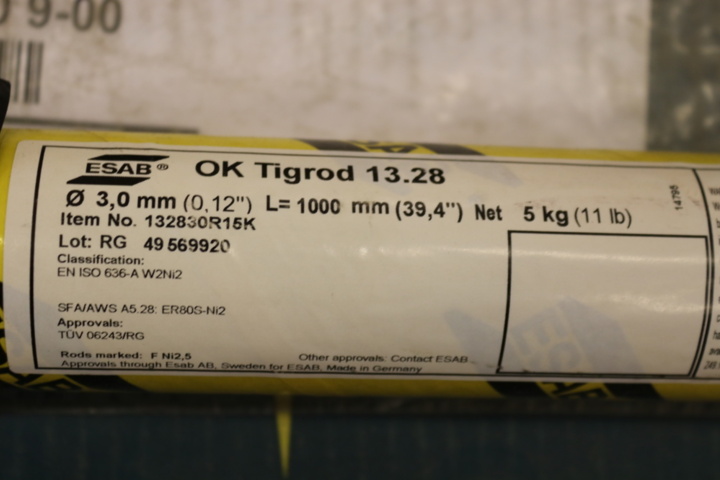 9-00
ESAB® OK Tigrod 13.28
Ø 3,0 mm (0,12") L= 1000 mm (39,4") Net 5 kg (11 lb)
Item No. 132830R15K
Lot: RG 49569920
Classification:
EN ISO 636-A W2Ni2
SFA/AWS A5.28: ER80S-Ni2
Approvals:
TÜV 06243/RG
Rods marked: F Ni2,5 Other approvals: Contact ESAB
Approvals through Esab AB, Sweden for ESAB, Made in Germany
14798